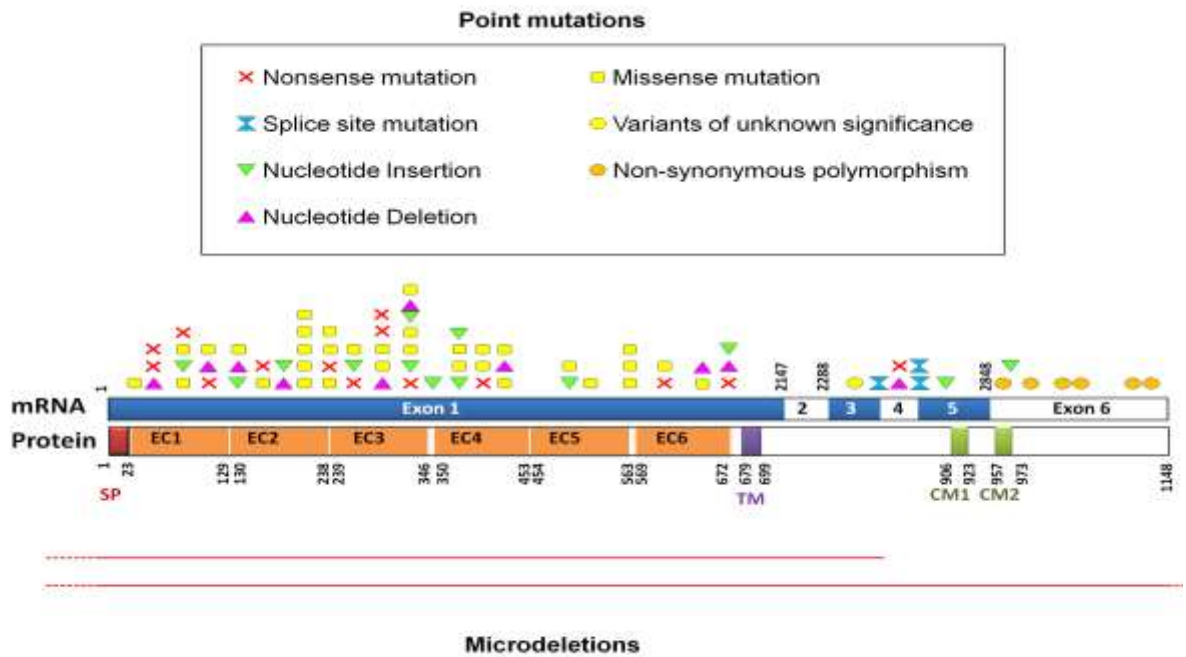 Point mutations
Nonsense mutation Missense mutation
Splice site mutation Variants of unknown significance
Nucleotide Insertion Non-synonymous polymorphism
Nucleotide Deletion
1 2167 2288 2848
mRNA Exon 1 2 3 4 5 Exon 6
Protein EC1 EC2 EC3 EC4 EC5 EC6
1 23 129 130 238 239 346 350 453 454 563 569 672 679 699 906 923 957 973 1148
SP TM CM1 CM2
Microdeletions